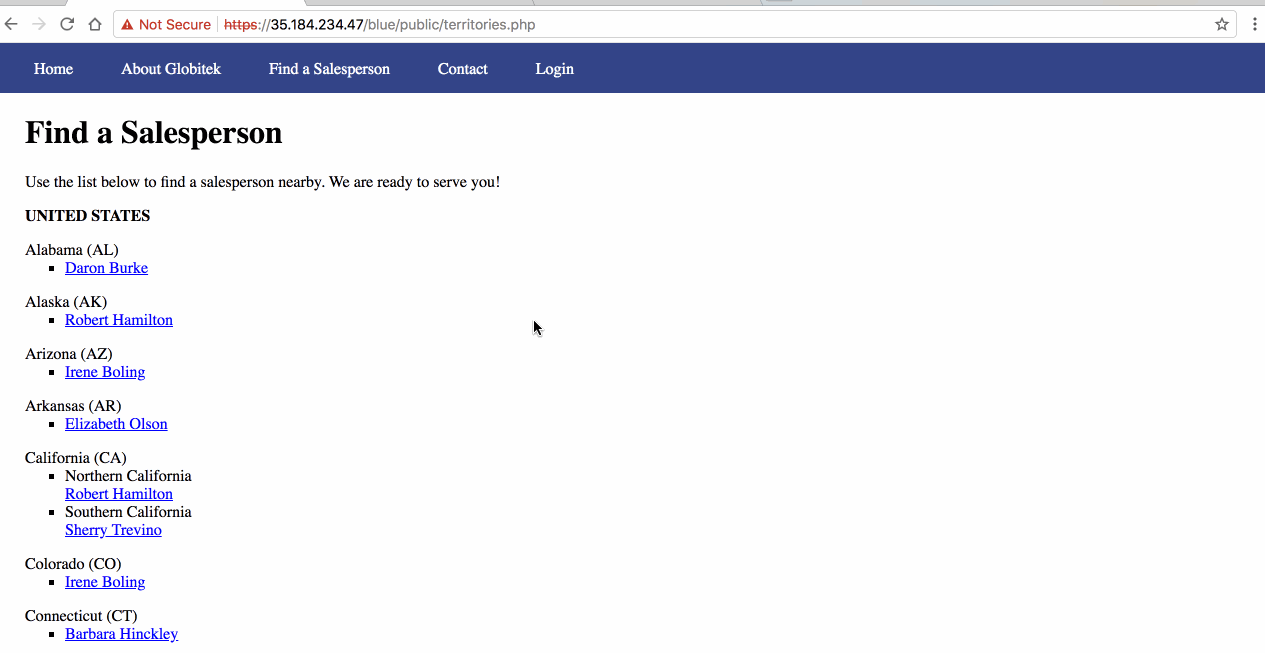 Not Secure https://35.184.234.47/blue/public/territories.php
Home About Globitek Find a Salesperson Contact Login
Find a Salesperson
Use the list below to find a salesperson nearby. We are ready to serve you!
UNITED STATES
Alabama (AL)
Daron Burke
Alaska (AK)
Robert Hamilton
Arizona (AZ)
Irene Boling
Arkansas (AR)
Elizabeth Olson
California (CA)
Northern California
Robert Hamilton
Southern California
Sherry Trevino
Colorado (CO)
Irene Boling
Connecticut (CT)
Barbara Hinckley